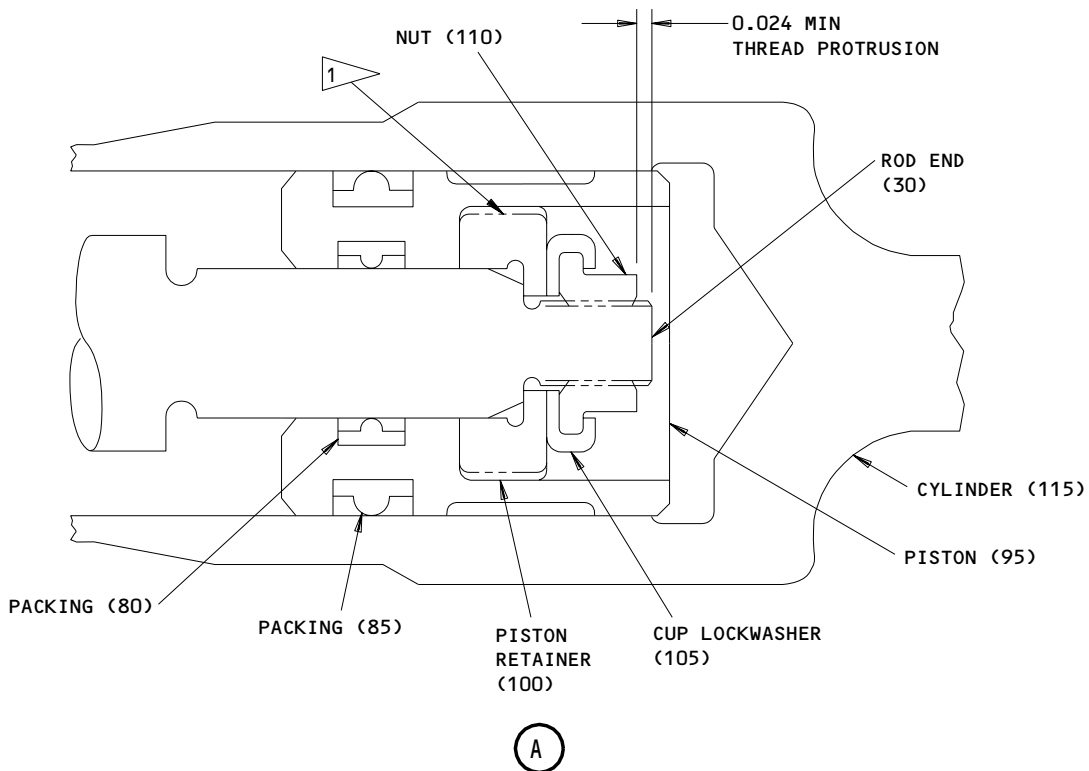 0.024 MIN
THREAD PROTRUSION
NUT (110)
1
ROD END
(30)
CYLINDER (115)
PISTON (95)
PACKING (80)
PACKING (85)
PISTON
RETAINER
(100)
CUP LOCKWASHER
(105)
A